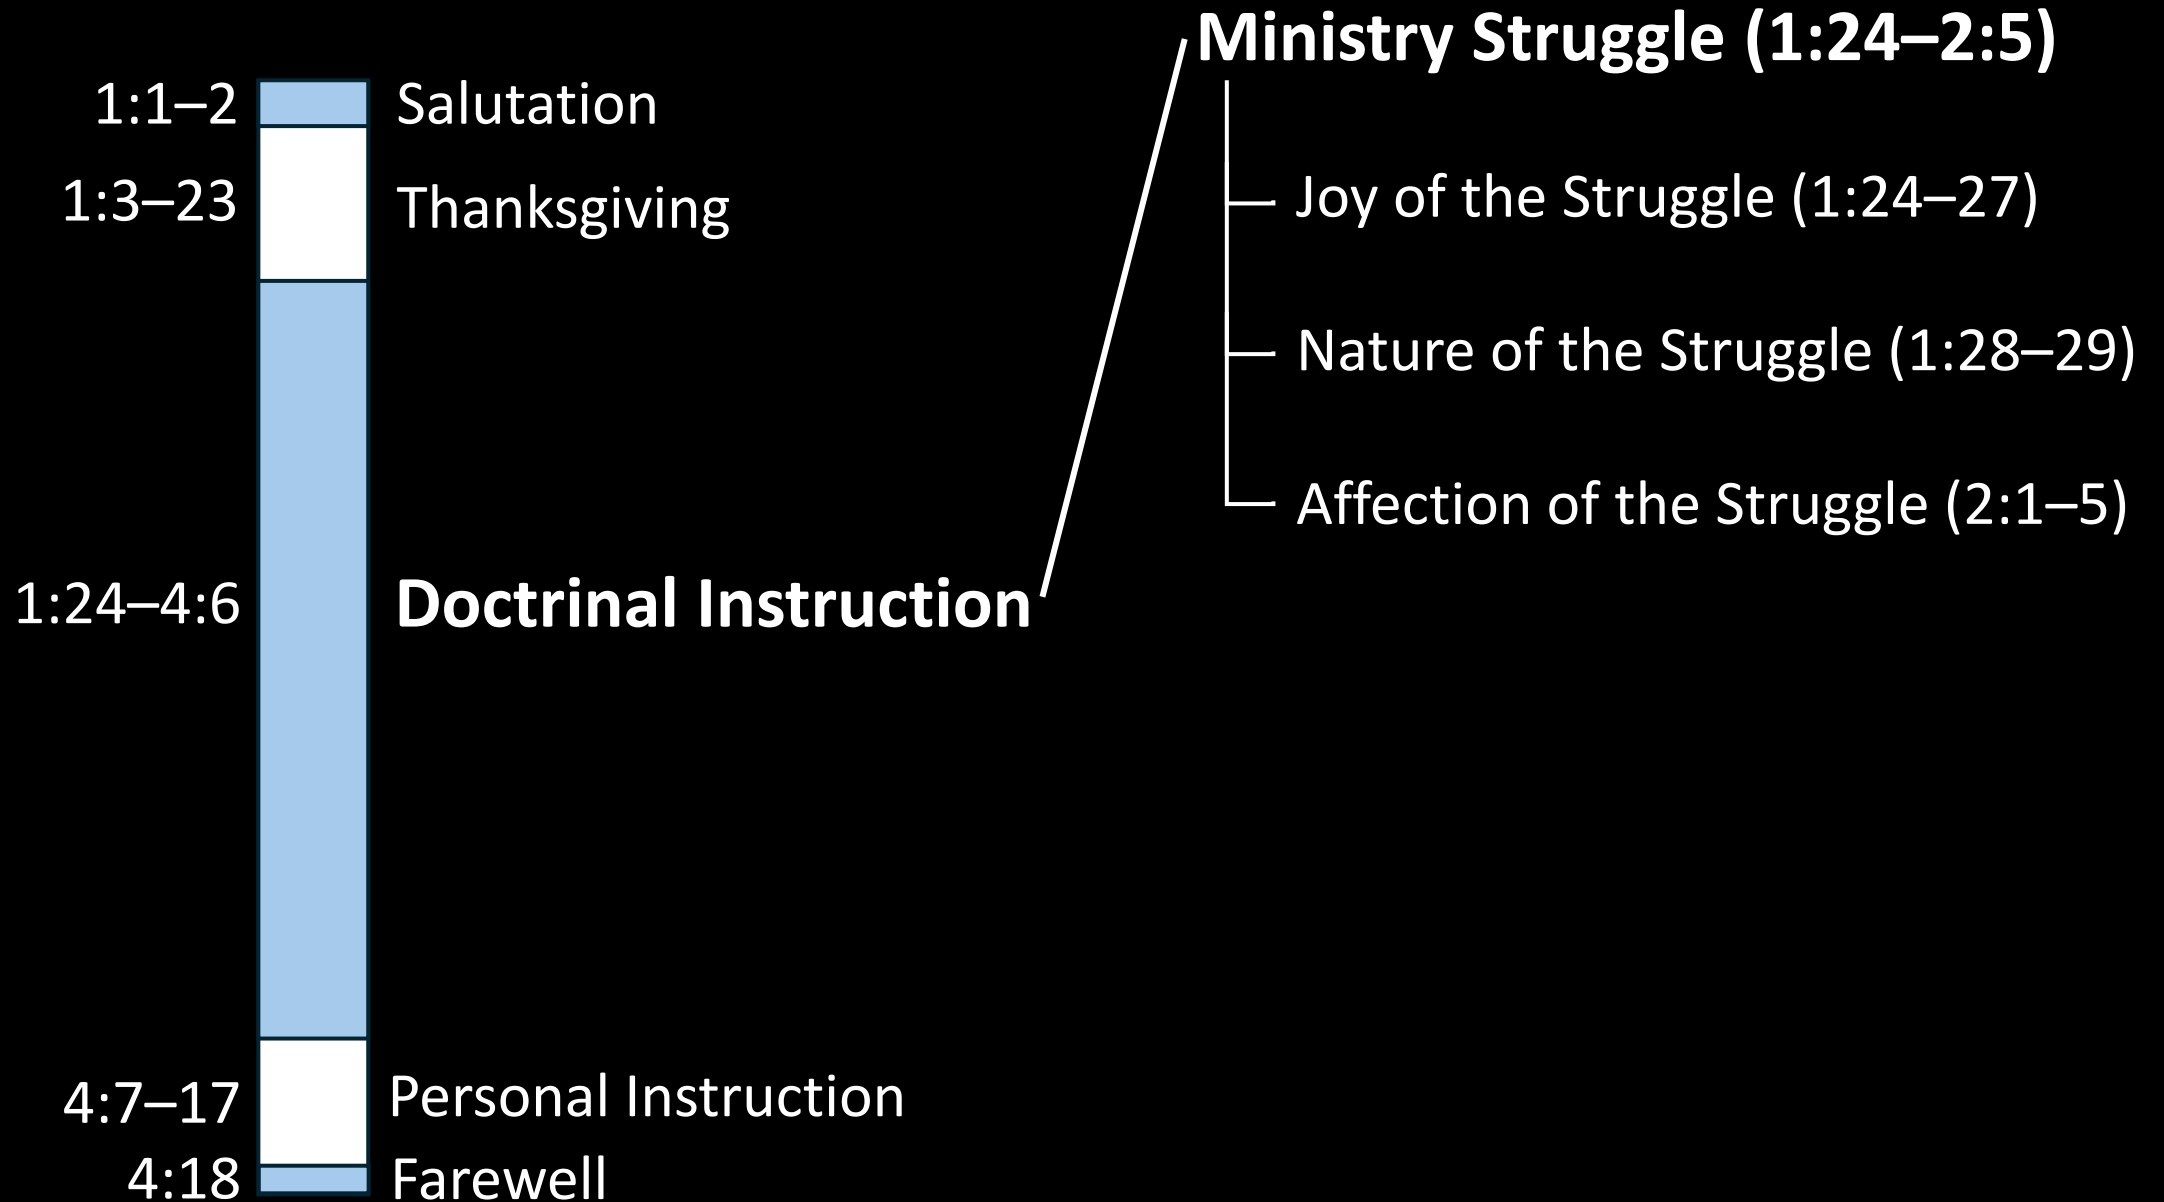 Ministry Struggle (1:24–2:5)
1:1–2 Salutation
1:3–23 Thanksgiving
Joy of the Struggle (1:24–27)
Nature of the Struggle (1:28–29)
Affection of the Struggle (2:1–5)
1:24–4:6 Doctrinal Instruction
4:7–17 Personal Instruction
4:18 Farewell